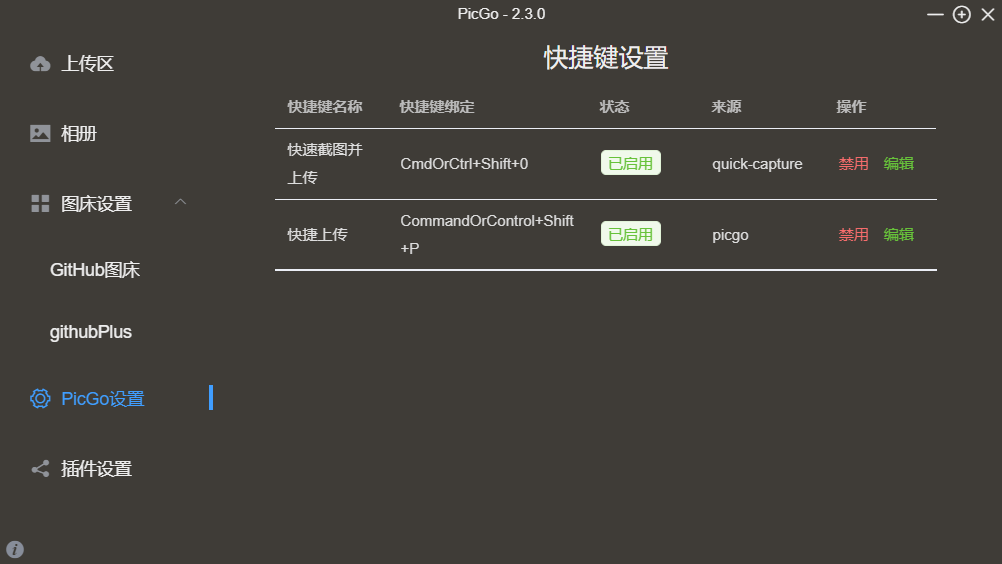 PicGo - 2.3.0
上传区
相册
图床设置
GitHub图床
githubPlus
PicGo设置
插件设置
快捷键设置
快捷键名称 快捷键绑定 状态 来源 操作
快速截图并
上传
CmdOrCtrl+Shift+0
已启用
quick-capture
禁用 编辑
快捷上传
CommandOrControl+Shift
+P
已启用
picgo
禁用 编辑